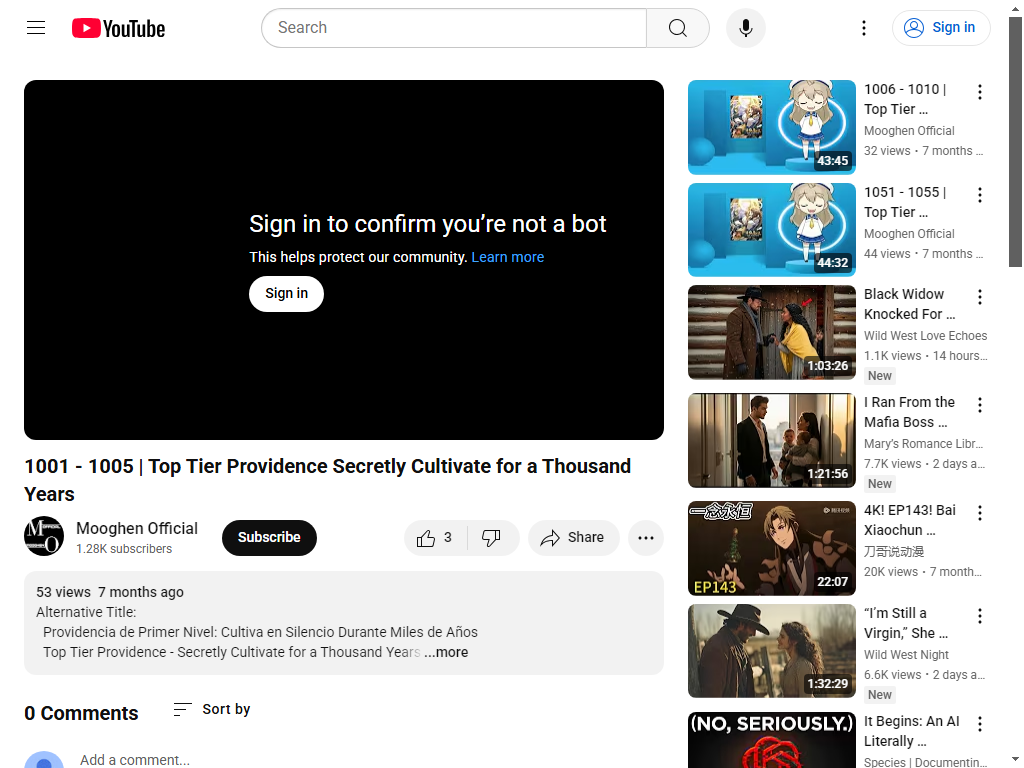 YouTube
Search
Sign in
Sign in to confirm you're not a bot
This helps protect our community. Learn more
Sign in
1001 - 1005 | Top Tier Providence Secretly Cultivate for a Thousand
Years
Mooghen Official
1.28K subscribers
Subscribe
3
Share
53 views 7 months ago
Alternative Title:
Providencia de Primer Nivel: Cultiva en Silencio Durante Miles de Años
Top Tier Providence - Secretly Cultivate for a Thousand Years ...more
0 Comments
Sort by
Add a comment...
43:45
1006 - 1010 |
Top Tier ...
Mooghen Official
32 views • 7 months ...
44:32
1051 - 1055 |
Top Tier ...
Mooghen Official
44 views • 7 months ...
1:03:26
Black Widow
Knocked For ...
Wild West Love Echoes
1.1K views • 14 hours...
New
1:21:56
I Ran From the
Mafia Boss ...
Mary's Romance Libr...
7.7K views • 2 days a...
New
一念永恒
EP143
22:07
4K! EP143! Bai
Xiaochun ...
刀哥说动漫
20K views • 7 month...
1:32:29
“I'm Still a
Virgin,” She ...
Wild West Night
6.6K views • 2 days a...
New
(NO, SERIOUSLY.)
It Begins: An AI
Literally ...
Species | Documentin...